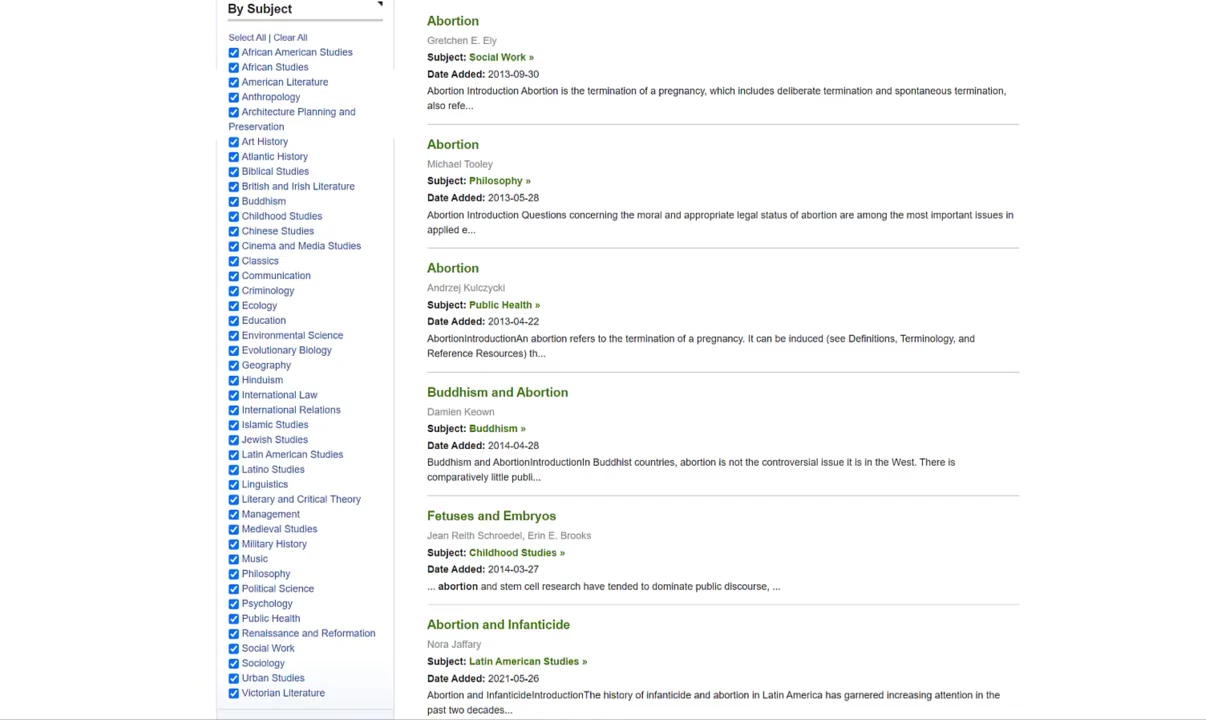 By Subject
Select All | Clear All
African American Studies
African Studies
American Literature
Anthropology
Architecture Planning and
Preservation
Art History
Atlantic History
Biblical Studies
British and Irish Literature
Buddhism
Childhood Studies
Chinese Studies
Cinema and Media Studies
Classics
Communication
Criminology
Ecology
Education
Environmental Science
Evolutionary Biology
Geography
Hinduism
International Law
International Relations
Islamic Studies
Jewish Studies
Latin American Studies
Latino Studies
Linguistics
Literary and Critical Theory
Management
Medieval Studies
Military History
Music
Philosophy
Political Science
Psychology
Public Health
Renaissance and Reformation
Social Work
Sociology
Urban Studies
Victorian Literature
Abortion
Gretchen E. Ely
Subject: Social Work »
Date Added: 2013-09-30
Abortion Introduction Abortion is the termination of a pregnancy, which includes deliberate termination and spontaneous termination,
also refe...
Abortion
Michael Tooley
Subject: Philosophy »
Date Added: 2013-05-28
Abortion Introduction Questions concerning the moral and appropriate legal status of abortion are among the most important issues in
applied e...
Abortion
Andrzej Kulczycki
Subject: Public Health »
Date Added: 2013-04-22
AbortionIntroductionAn abortion refers to the termination of a pregnancy. It can be induced (see Definitions, Terminology, and
Reference Resources) th...
Buddhism and Abortion
Damien Keown
Subject: Buddhism »
Date Added: 2014-04-28
Buddhism and AbortionIntroductionIn Buddhist countries, abortion is not the controversial issue it is in the West. There is
comparatively little publi...
Fetuses and Embryos
Jean Reith Schroedel, Erin E. Brooks
Subject: Childhood Studies »
Date Added: 2014-03-27
... abortion and stem cell research have tended to dominate public discourse, ...
Abortion and Infanticide
Nora Jaffary
Subject: Latin American Studies »
Date Added: 2021-05-26
Abortion and InfanticideIntroductionThe history of infanticide and abortion in Latin America has garnered increasing attention in the
past two decades...